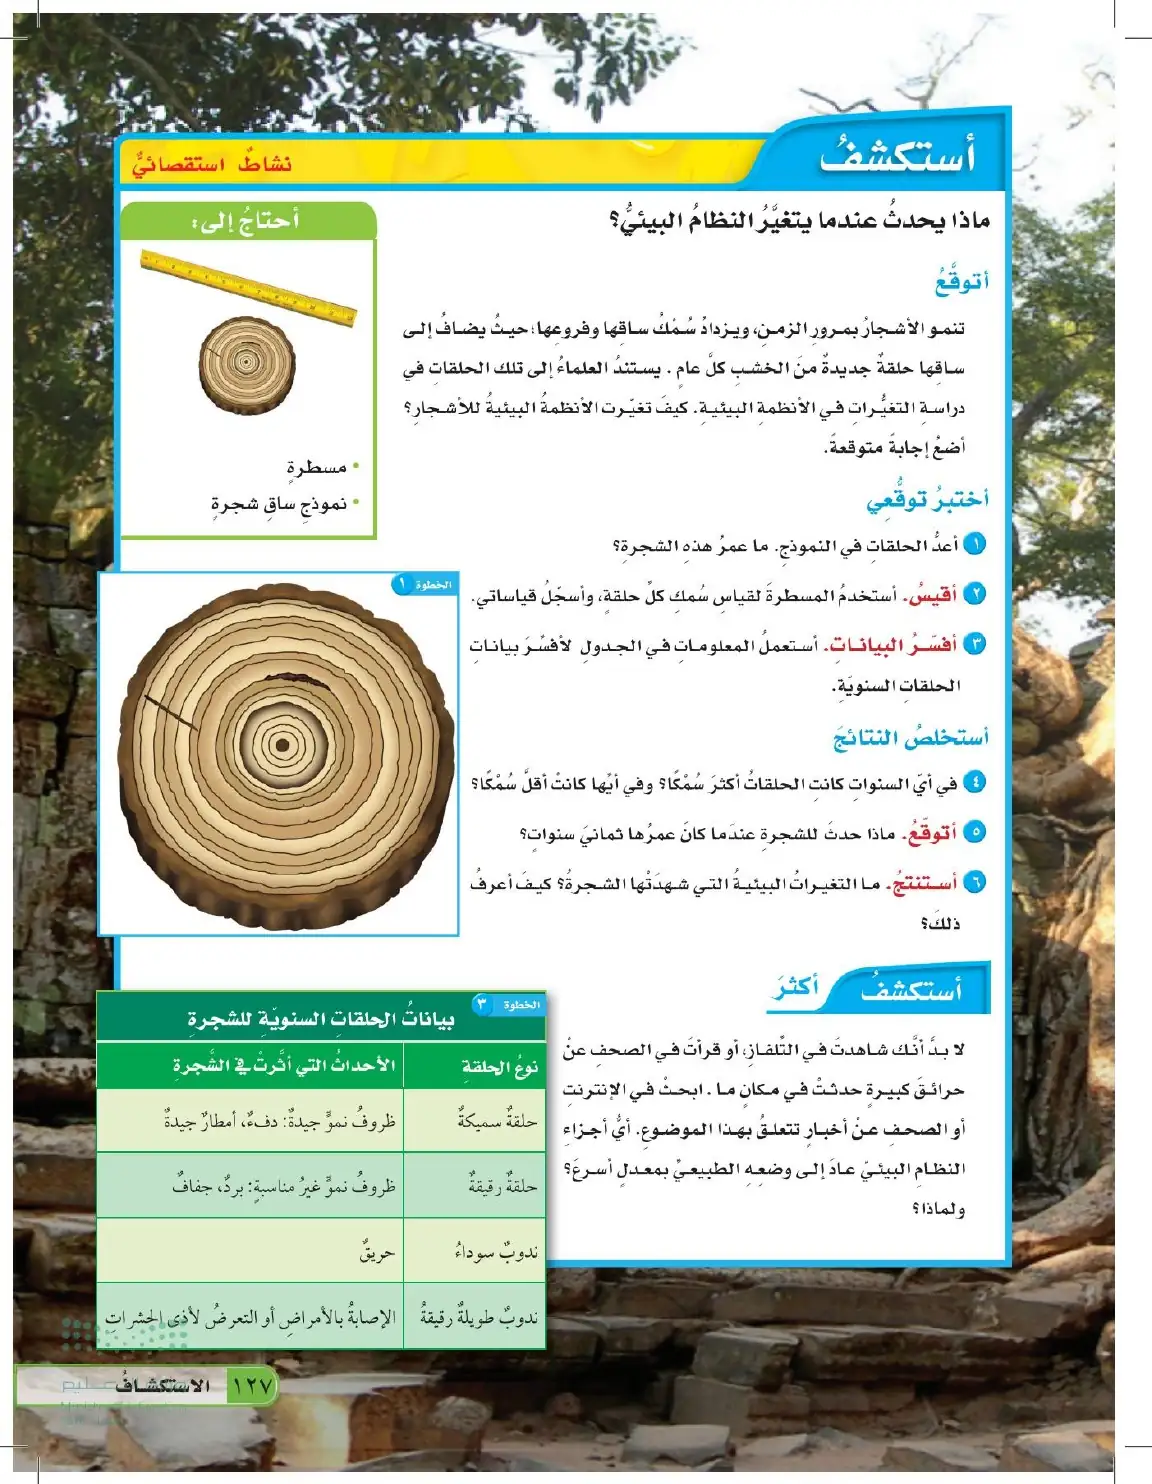 أستكشفُ
نشاطٌ استقصائيٌّ
ماذا يحدثُ عندما يتغيَّرُ النظامُ البيئيُّ؟
أتوقَّعُ
تنمو الأشجارُ بمرورِ الزمنِ، ويزدادُ سُمْكُ ساقِها وفروعِها؛ حيثُ يضافُ إلى
ساقِها حلقةٌ جديدةٌ منَ الخشبِ كلَّ عامٍ. يستندُ العلماءُ إلى تلك الحلقاتِ في
دراسةِ التغيُّراتِ في الأنظمةِ البيئيةِ. كيفَ تغيّرت الأنظمةُ البيئيةُ للأشجارِ؟
أضعُ إجابةً متوقعةً.
أختبرُ توقُّعِي
١ أعدُّ الحلقاتِ في النموذجِ. ما عمرُ هذهِ الشجرةِ؟
٢ أقيسُ. أستخدمُ المسطرةَ لقياسِ سُمكِ كلِّ حلقةٍ، وأسجّلُ قياساتي.
٣ أفسّرُ البياناتِ. أستعملُ المعلوماتِ في الجدولِ لأفسِّرَ بياناتِ
الحلقاتِ السنويّةِ.
أستخلصُ النتائجَ
٤ في أيِّ السنواتِ كانتِ الحلقاتُ أكثرَ سُمْكًا؟ وفي أيِّها كانتْ أقلَّ سُمْكًا؟
٥ أتوقَّعُ. ماذا حدثَ للشجرةِ عندَما كانَ عمرُها ثمانيَ سنواتٍ؟
٦ أستنتجُ. ما التغيراتُ البيئيةُ التي شهدَتْها الشجرةُ؟ كيفَ أعرفُ
ذلكَ؟
أستكشفُ أكثرَ
لا بدَّ أنَّك شاهدتَ في التِّلفازِ، أو قرأتَ في الصحفِ عنْ
حرائقَ كبيرةٍ حدثتْ في مكانٍ ما. ابحثْ في الإنترنتِ
أو الصحفِ عنْ أخبارٍ تتعلقُ بهذا الموضوعِ. أيُّ أجزاءِ
النظامِ البيئيّ عادَ إلى وضعِهِ الطبيعيِّ بمعدلٍ أسرعَ؟
ولماذا؟
أحتاجُ إلى:
• مسطرةٍ
• نموذجِ ساقِ شجرةٍ
الخطوة ١
الخطوة ٣
بياناتُ الحلقاتِ السنويّةِ للشجرةِ
نوعُ الحلقةِ الأحداثُ التي أثَّرتْ في الشَّجرةِ
حلقةٌ سميكةٌ ظروفُ نموٍّ جيدةٌ: دفءٌ، أمطارٌ جيدةٌ
حلقةٌ رقيقةٌ ظروفُ نموٍّ غيرُ مناسبةٍ: بردٌ، جفافٌ
ندوبٌ سوداءُ حريقٌ
ندوبٌ طويلةٌ رقيقةٌ الإصابةُ بالأمراضِ أو التعرضُ لأذى الحشراتِ
١٢٧ الاستكشافُ